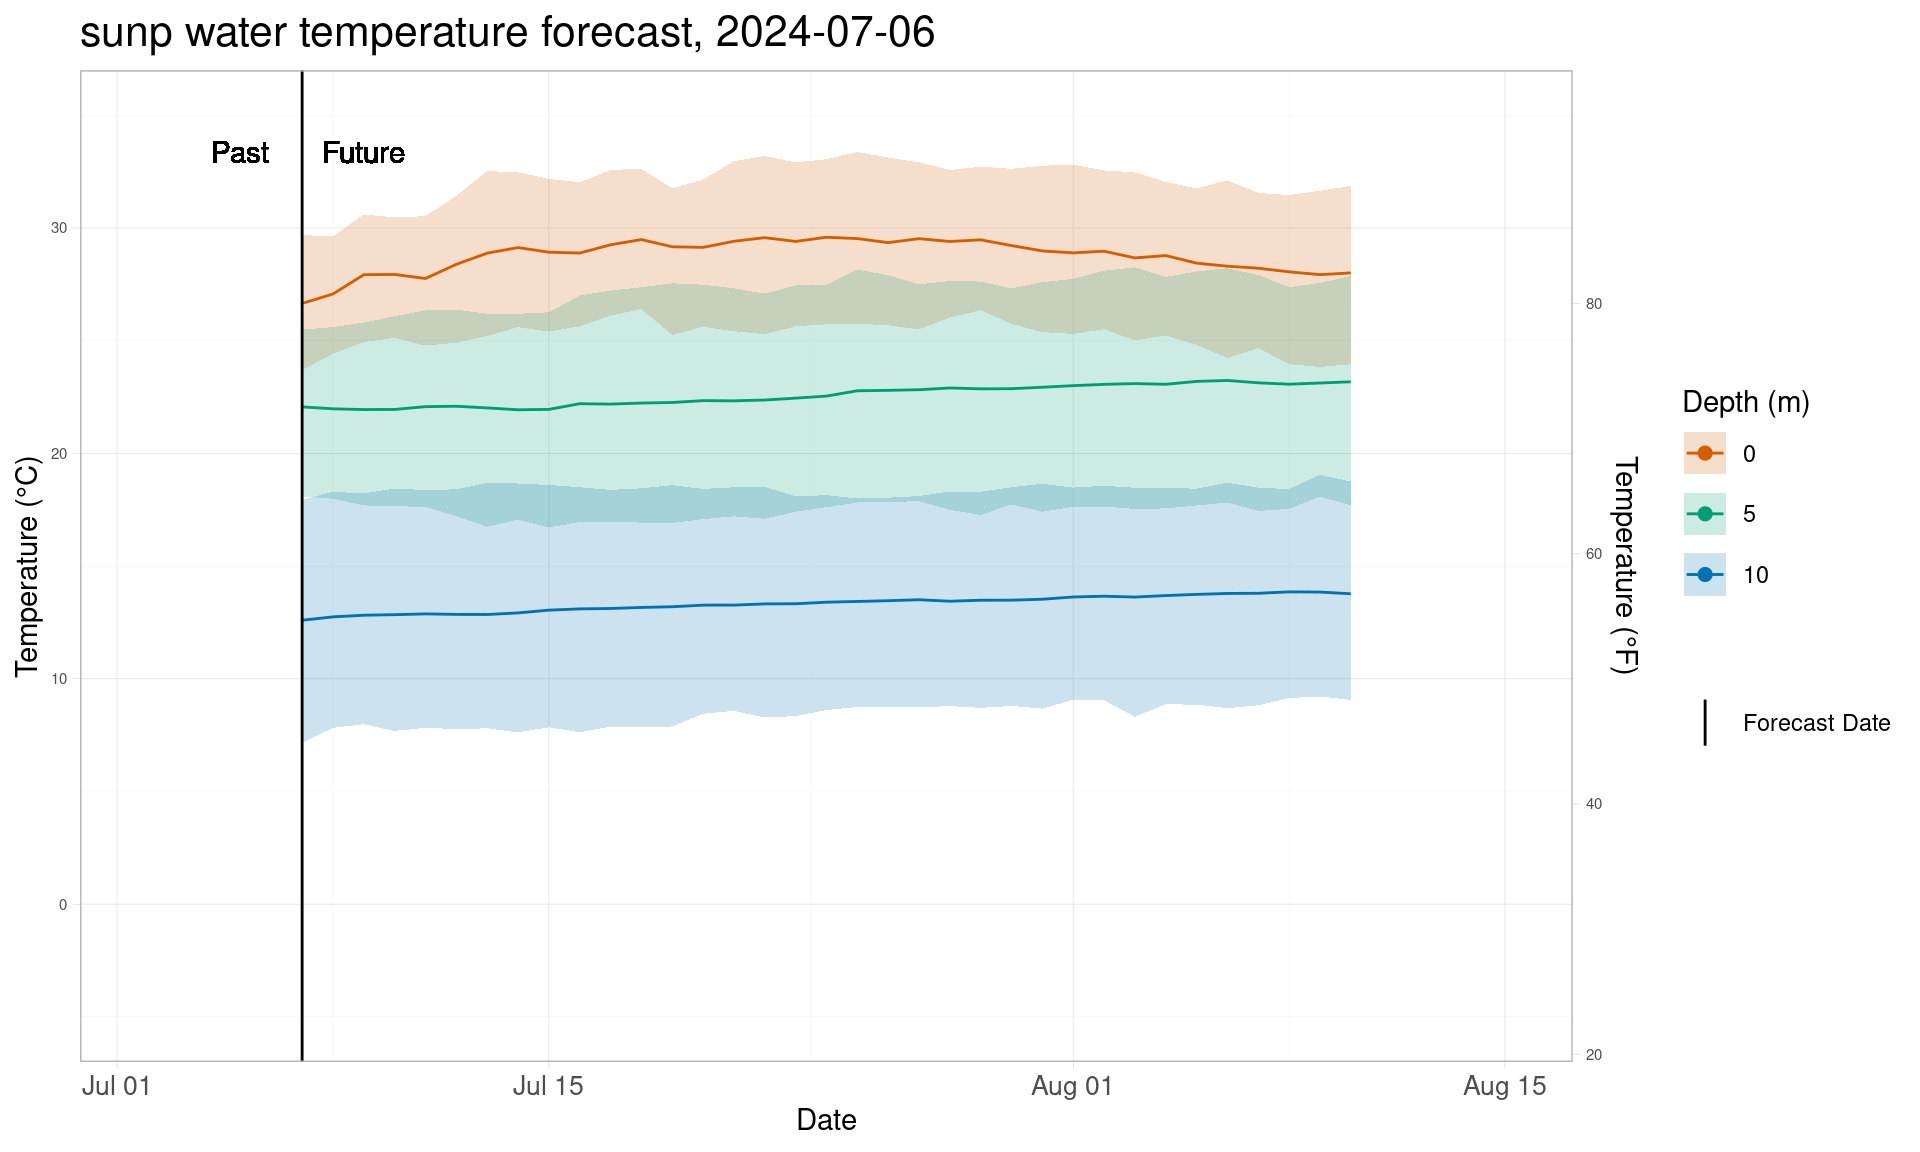 sunp water temperature forecast, 2024-07-06
Past
Future
Temperature (°C)
30
20
10
0
Temperature (°F)
80
60
40
20
Jul 01
Jul 15
Aug 01
Aug 15
Date
Depth (m)
0
5
10
Forecast Date